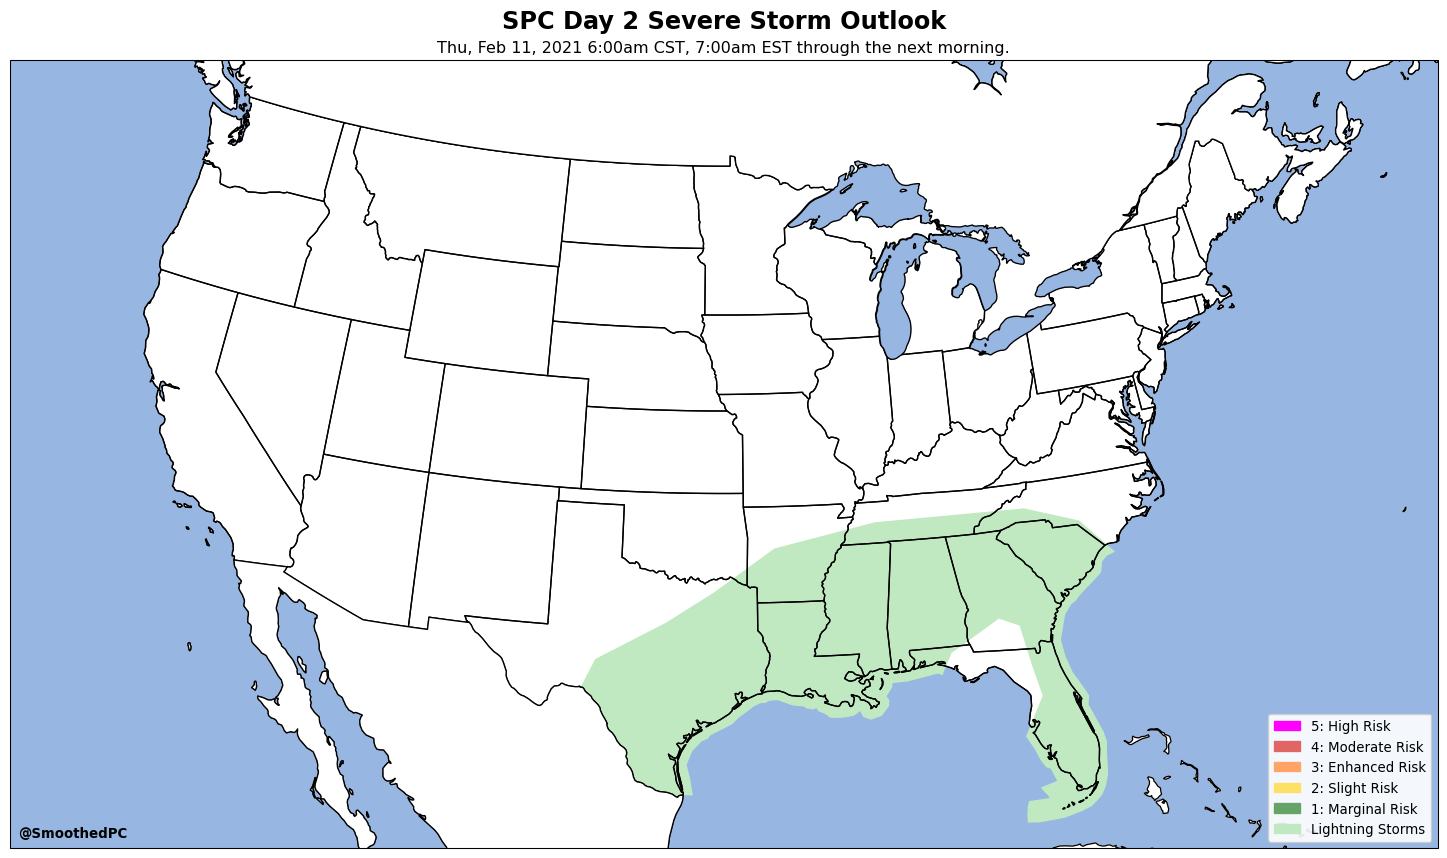 SPC Day 2 Severe Storm Outlook
Thu, Feb 11, 2021 6:00am CST, 7:00am EST through the next morning.
5: High Risk
4: Moderate Risk
3: Enhanced Risk
2: Slight Risk
1: Marginal Risk
Lightning Storms
@SmoothedPC